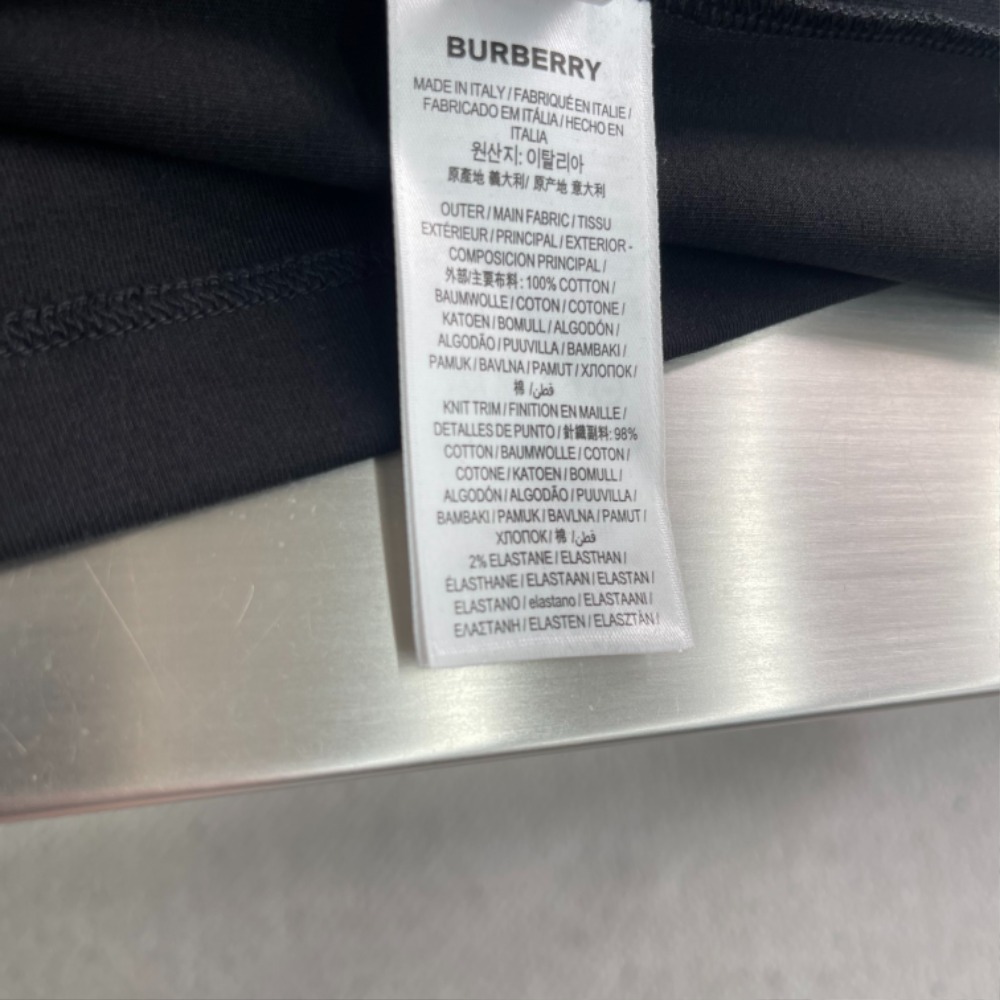 BURBERRY
MADE IN ITALY / FABRIQUÉ EN ITALIE /
FABRICADO EM ITÁLIA / HECHO EN
ITALIA
원산지: 이탈리아
原產地 義大利/ 原产地 意大利
OUTER / MAIN FABRIC / TISSU
EXTÉRIEUR / PRINCIPAL / EXTERIOR -
COMPOSICION PRINCIPAL /
外部/主要布料 : 100% COTTON /
BAUMWOLLE / COTON / COTONE /
KATOEN / BOMULL / ALGODÓN /
ALGODÃO / PUUVILLA / BAMBAKI /
PAMUK / BAVLNA / PAMUT / ХЛОПОК /
棉 / قطن
KNIT TRIM / FINITION EN MAILLE /
DETALLES DE PUNTO / 針織副料: 98%
COTTON / BAUMWOLLE / COTON /
COTONE / KATOEN / BOMULL /
ALGODÓN / ALGODÃO / PUUVILLA /
BAMBAKI / PAMUK / BAVLNA / PAMUT /
ХЛОПОК / 棉 / قطن
2% ELASTANE / ELASTHAN /
ÉLASTHANE / ELASTAAN / ELASTAN /
ELASTANO / elastano / ELASTAANI /
ΕΛΑΣΤΑΝΗ / ELASTEN / ELASZTÁN /